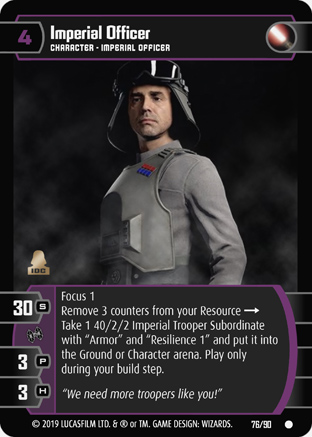 4
Imperial Officer
CHARACTER - IMPERIAL OFFICER
IDC
30 S
3 P
3 H
Focus 1
Remove 3 counters from your Resource →
Take 1 40/2/2 Imperial Trooper Subordinate
with “Armor” and “Resilience 1” and put it into
the Ground or Character arena. Play only
during your build step.
“We need more troopers like you!”
© 2019 LUCASFILM LTD. & ® or TM. GAME DESIGN: WIZARDS. 76/90